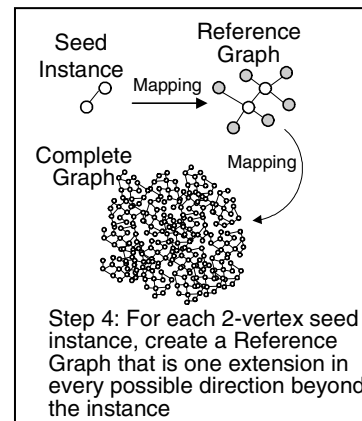 Seed
Instance
Reference
Graph
Mapping
Mapping
Complete
Graph
Step 4: For each 2-vertex seed
instance, create a Reference
Graph that is one extension in
every possible direction beyond
the instance